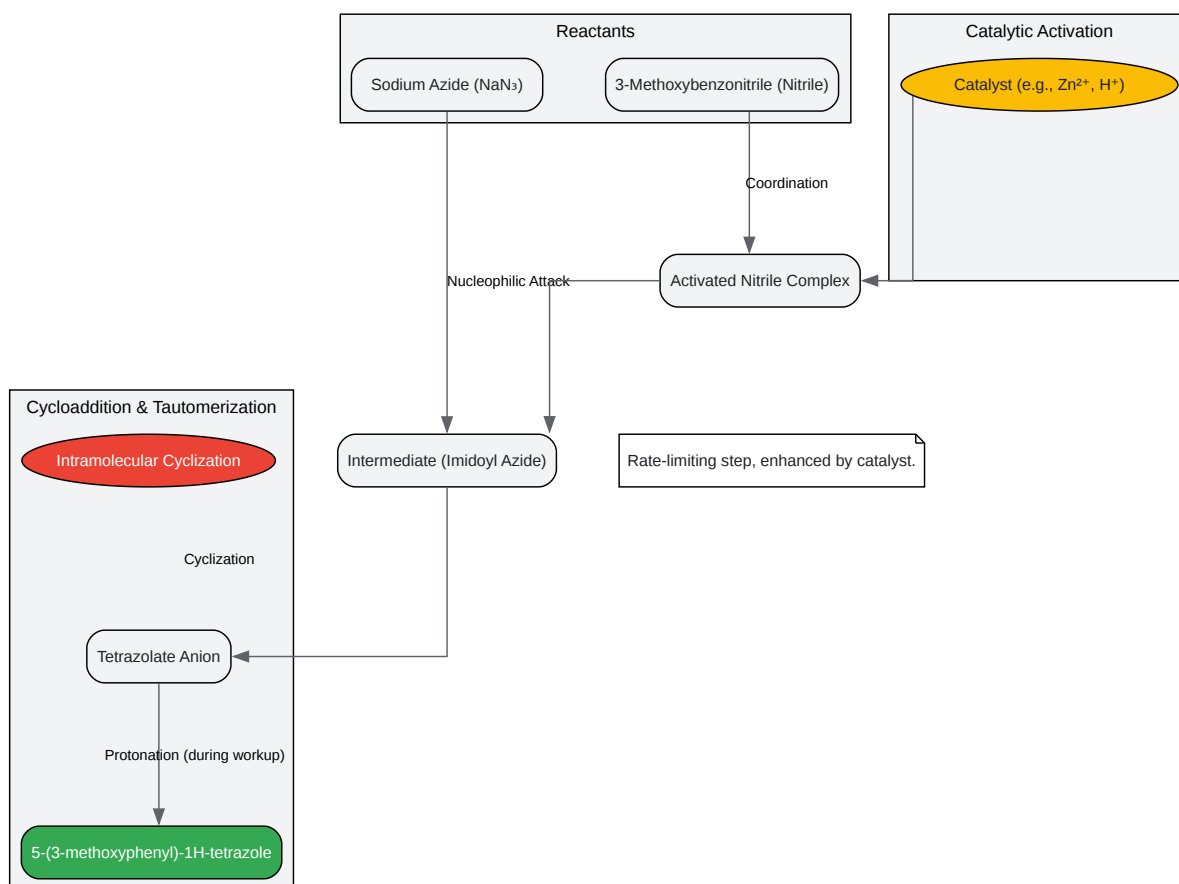 Reactants
Catalytic Activation
Sodium Azide (NaN₃)
3-Methoxybenzonitrile (Nitrile)
Catalyst (e.g., Zn²⁺, H⁺)
Coordination
Nucleophilic Attack
Activated Nitrile Complex
Cycloaddition & Tautomerization
Intramolecular Cyclization
Intermediate (Imidoyl Azide)
Rate-limiting step, enhanced by catalyst.
Cyclization
Tetrazolate Anion
Protonation (during workup)
5-(3-methoxyphenyl)-1H-tetrazole